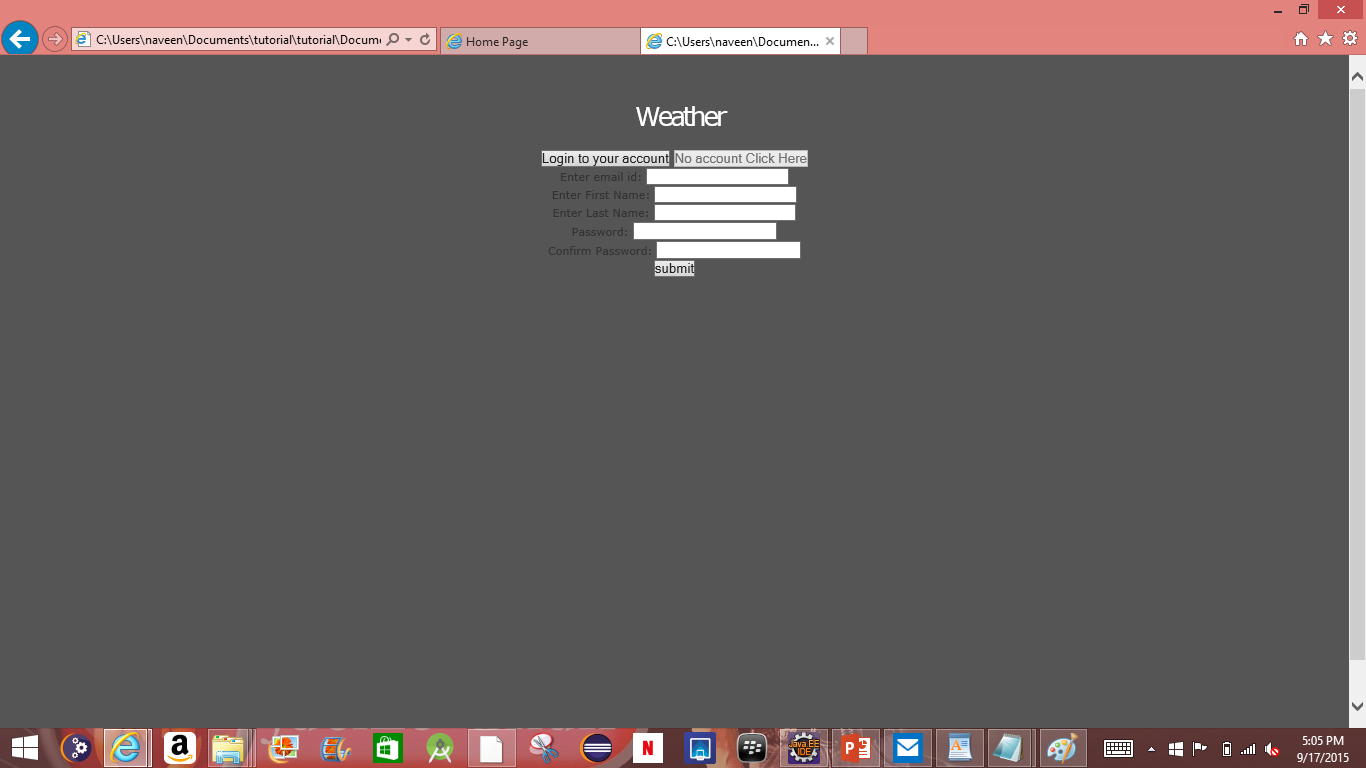 C:\Users\naveen\Documents\tutorial\tutorial\Docume
Home Page
C:\Users\naveen\Documen...
Weather
Login to your account No account Click Here
Enter email id:
Enter First Name:
Enter Last Name:
Password:
Confirm Password:
submit
a
N
Java EE
IDE
P
A
5:05 PM
9/17/2015